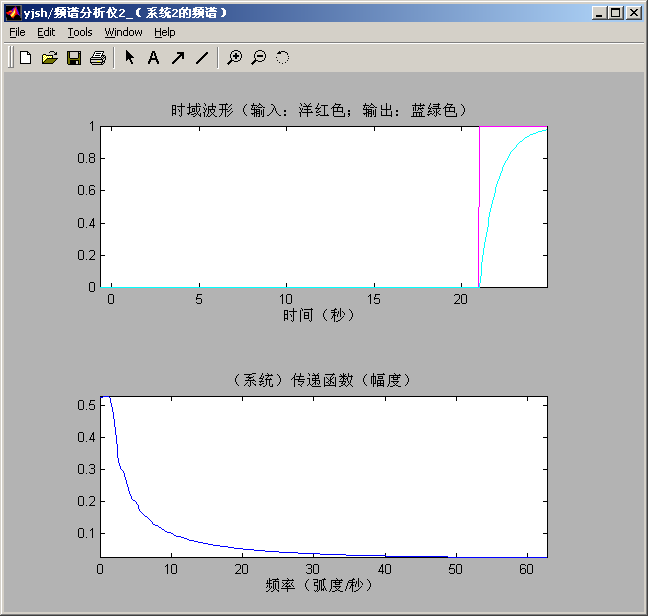 yjsh/频谱分析仪2_（系统2的频谱）
File Edit Tools Window Help
A
时域波形（输入：洋红色；输出：蓝绿色）
1
0.8
0.6
0.4
0.2
0
0 5 10 15 20
时间（秒）
（系统）传递函数（幅度）
0.5
0.4
0.3
0.2
0.1
0 10 20 30 40 50 60
频率（弧度/秒）